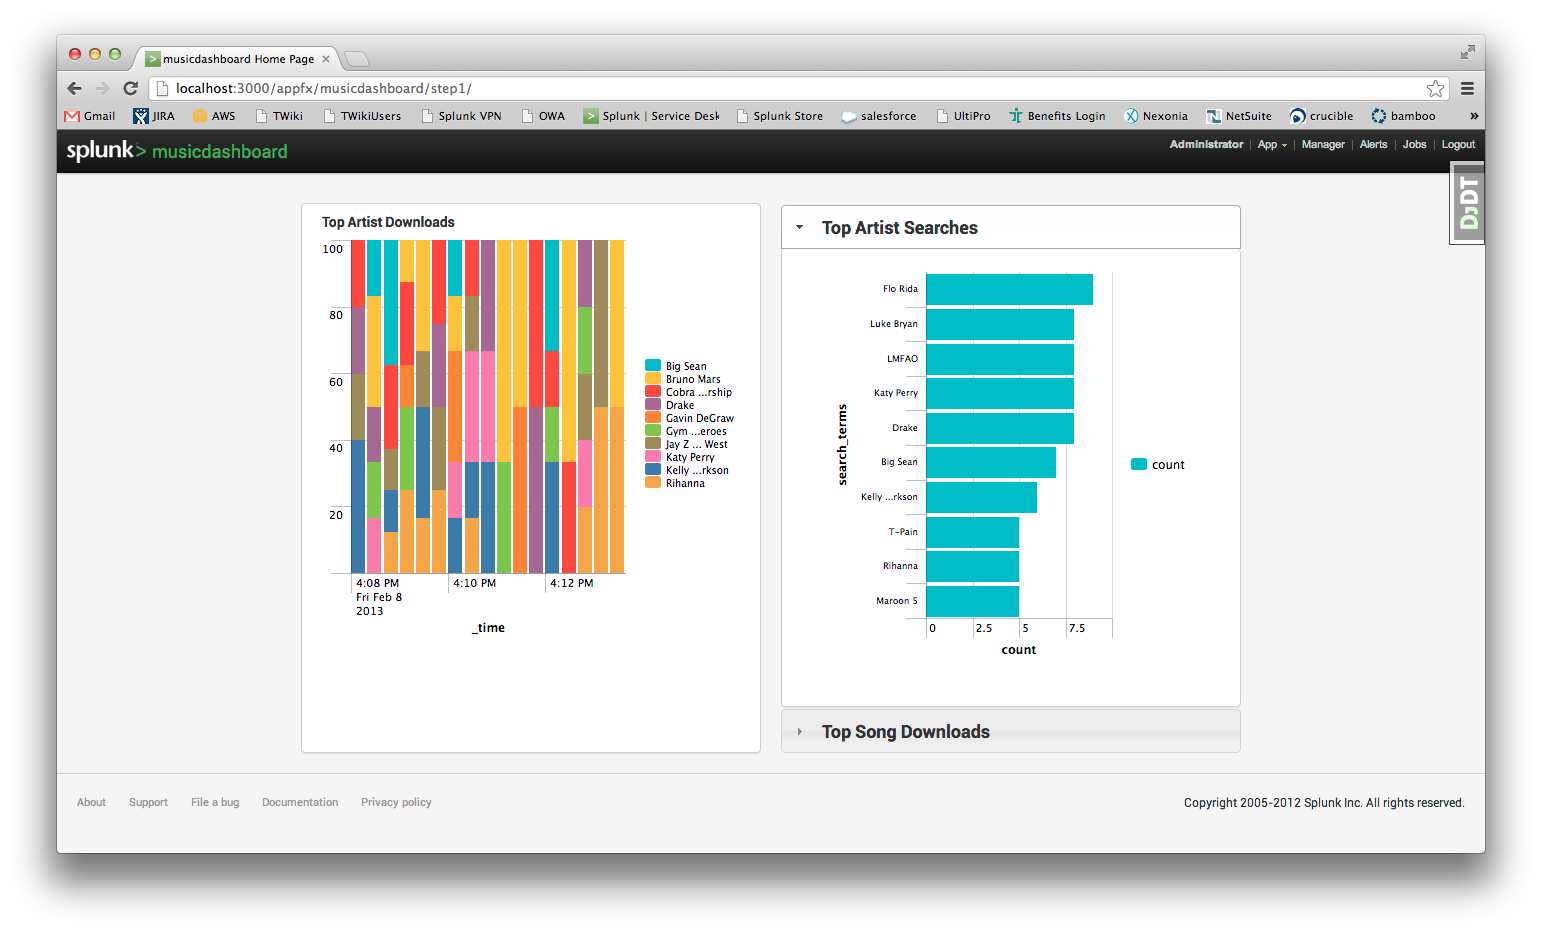 musicdashboard Home Page
localhost:3000/appfx/musicdashboard/step1/
Gmail JIRA AWS TWiki TWikiUsers Splunk VPN OWA Splunk | Service Desk Splunk Store salesforce UltiPro Benefits Login Nexonia NetSuite crucible bamboo »
splunk> musicdashboard
Administrator | App | Manager | Alerts | Jobs | Logout
DJDT
Top Artist Downloads
100
80
60
40
20
4:08 PM 4:10 PM 4:12 PM
Fri Feb 8
2013
_time
Big Sean
Bruno Mars
Cobra ...rship
Drake
Gavin DeGraw
Gym ...eroes
Jay Z ... West
Katy Perry
Kelly ...rkson
Rihanna
Top Artist Searches
search_terms
Flo Rida
Luke Bryan
LMFAO
Katy Perry
Drake
Big Sean
Kelly ...rkson
T-Pain
Rihanna
Maroon 5
0 2.5 5 7.5
count
count
Top Song Downloads
About Support File a bug Documentation Privacy policy
Copyright 2005-2012 Splunk Inc. All rights reserved.